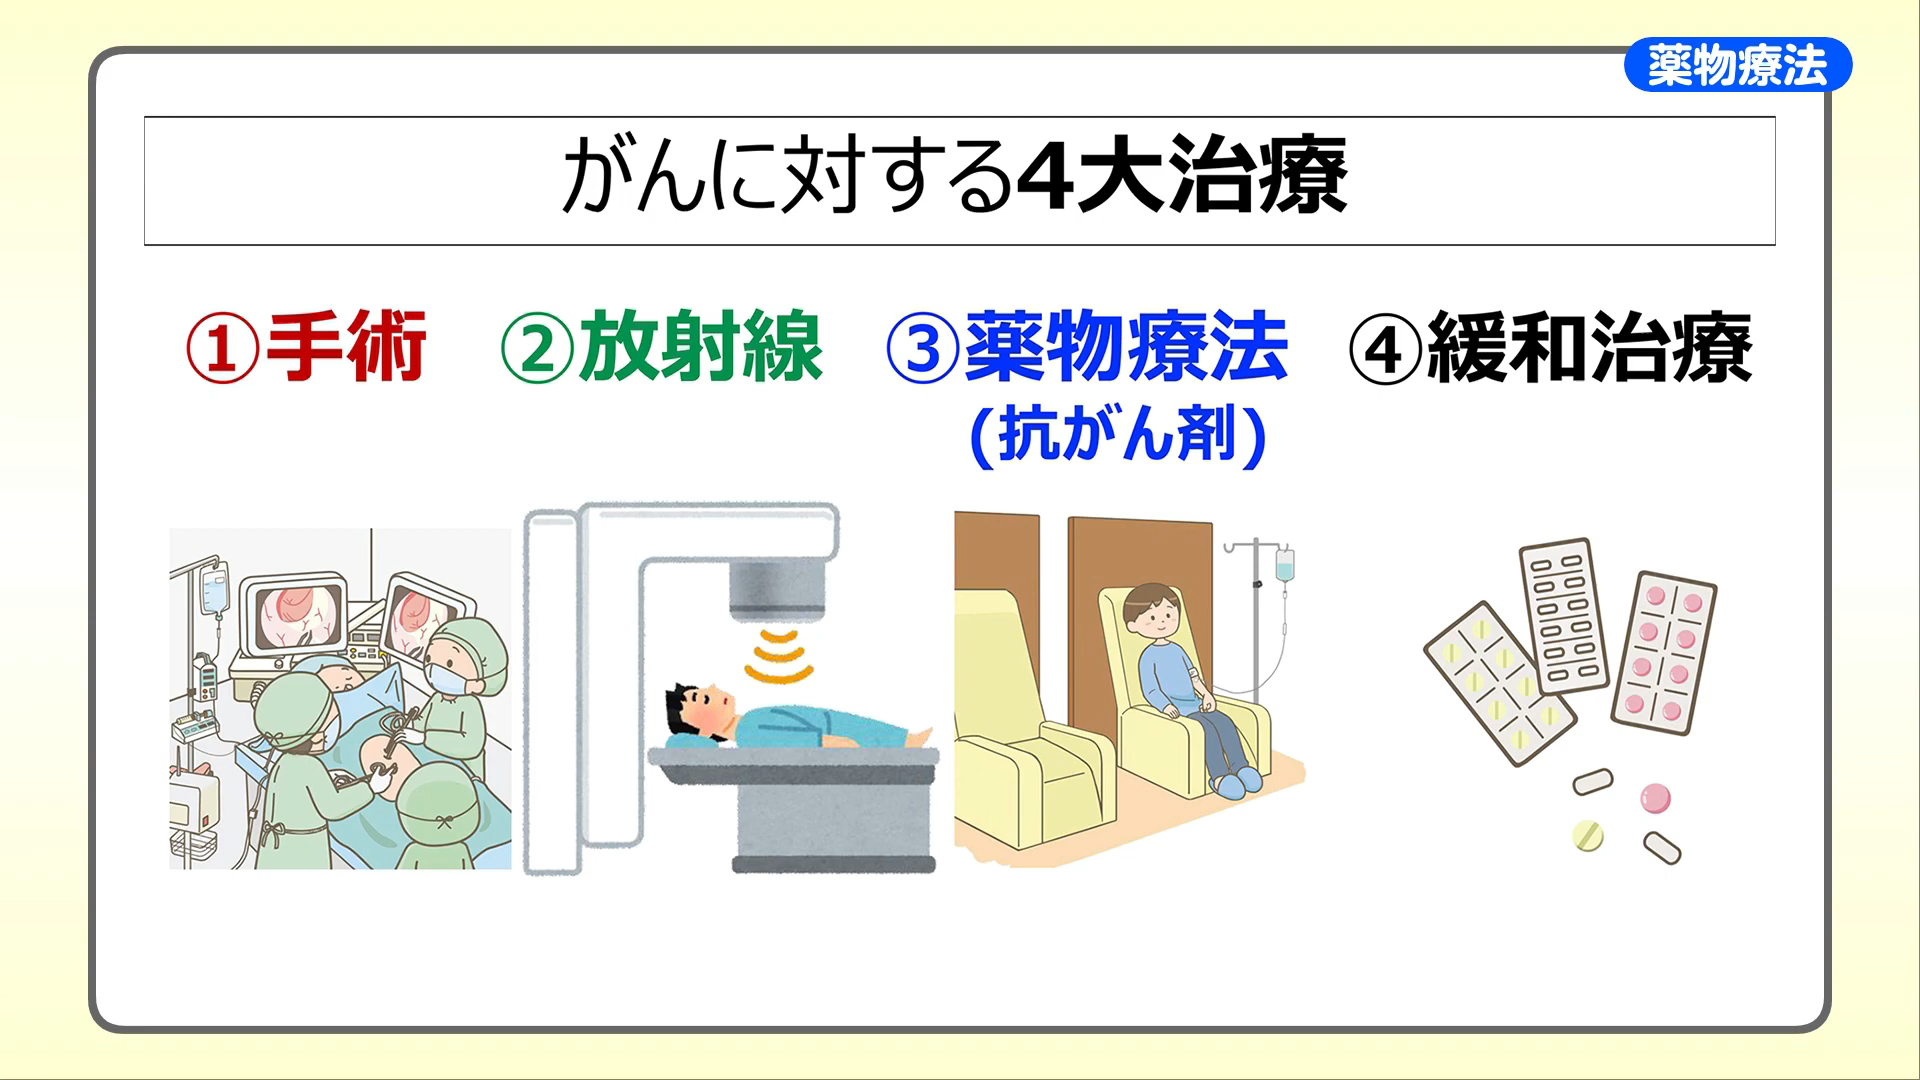 薬物療法
がんに対する4大治療
①手術
②放射線
③薬物療法
(抗がん剤)
④緩和治療